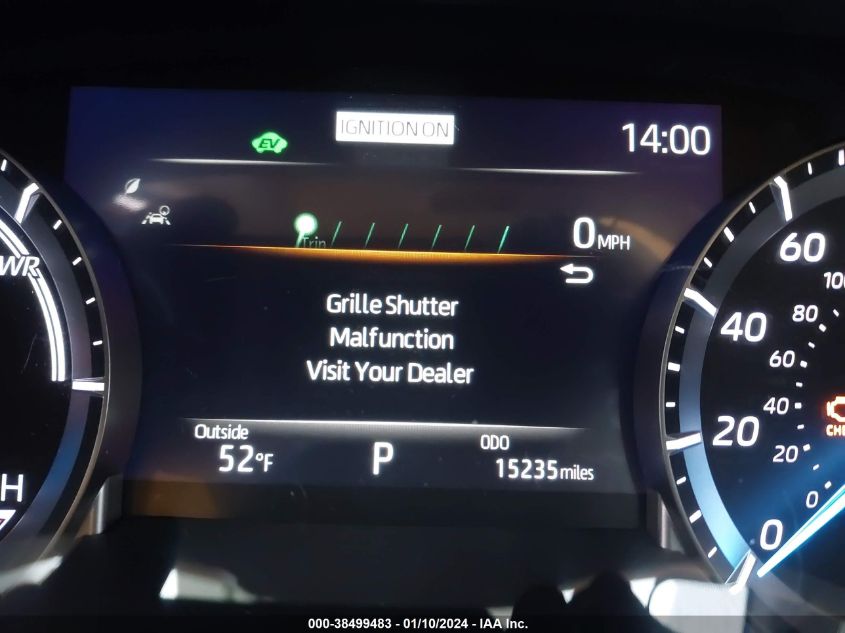 IGNITION ON
EV
14:00
Trip
0 MPH
WR
Grille Shutter
Malfunction
Visit Your Dealer
Outside
52°F
P
ODO
15235 miles
H
60
40
20
0
100
80
60
40
20
0
CHE
000-38499483 - 01/10/2024 - IAA Inc.